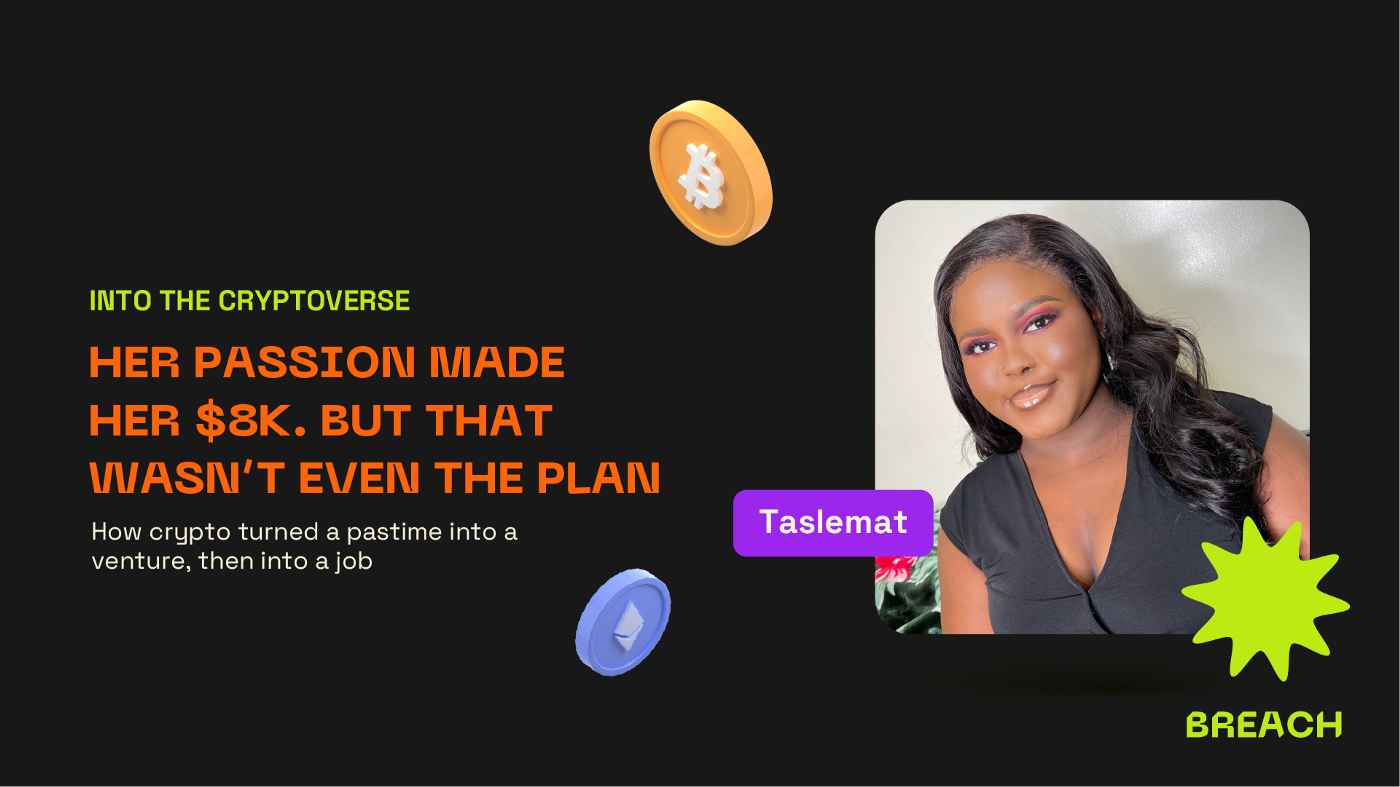 INTO THE CRYPTOVERSE
HER PASSION MADE
HER $8K. BUT THAT
WASN'T EVEN THE PLAN
How crypto turned a pastime into a
venture, then into a job
Taslemat
BREACH